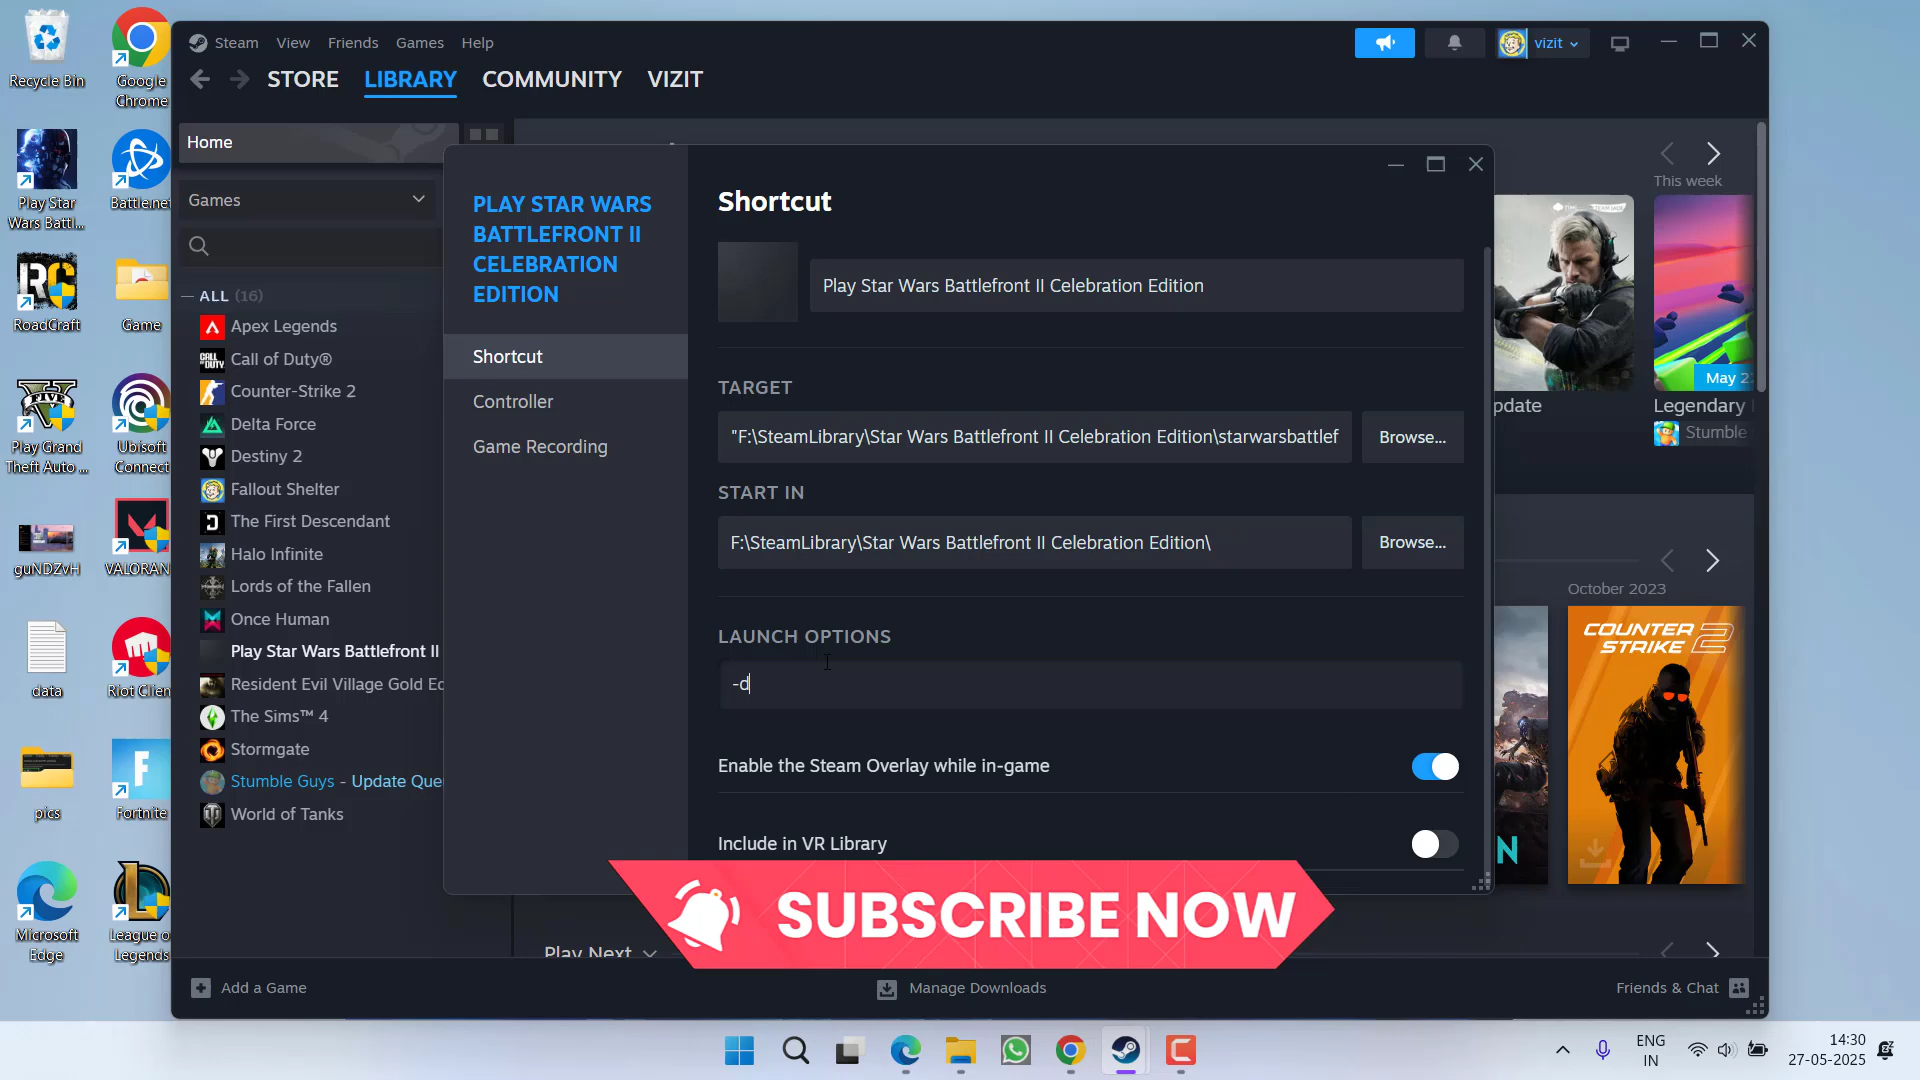 Recycle Bin
Google
Chrome
Play Star
Wars Battl...
Battle.net
RoadCraft
Game
Play Grand
Theft Auto ...
Ubisoft
Connect
guNDZvH
VALORAN
data
Riot Clien
pics
Fortnite
Microsoft
Edge
League o
Legends
Steam View Friends Games Help
vizit
STORE LIBRARY COMMUNITY VIZIT
Home
Games
ALL (16)
Apex Legends
Call of Duty®
Counter-Strike 2
Delta Force
Destiny 2
Fallout Shelter
The First Descendant
Halo Infinite
Lords of the Fallen
Once Human
Play Star Wars Battlefront II
Resident Evil Village Gold Ed
The Sims™ 4
Stormgate
Stumble Guys - Update Que
World of Tanks
PLAY STAR WARS
BATTLEFRONT II
CELEBRATION
EDITION
Shortcut
Controller
Game Recording
Shortcut
Play Star Wars Battlefront II Celebration Edition
TARGET
"F:\SteamLibrary\Star Wars Battlefront II Celebration Edition\starwarsbattlef
Browse...
START IN
F:\SteamLibrary\Star Wars Battlefront II Celebration Edition\
Browse...
LAUNCH OPTIONS
-d
Enable the Steam Overlay while in-game
Include in VR Library
This week
May 2
pdate
Legendary
Stumble
October 2023
COUNTER
STRIKE 2
N
SUBSCRIBE NOW
Play Next
Add a Game
Manage Downloads
Friends & Chat
ENG
IN
14:30
27-05-2025